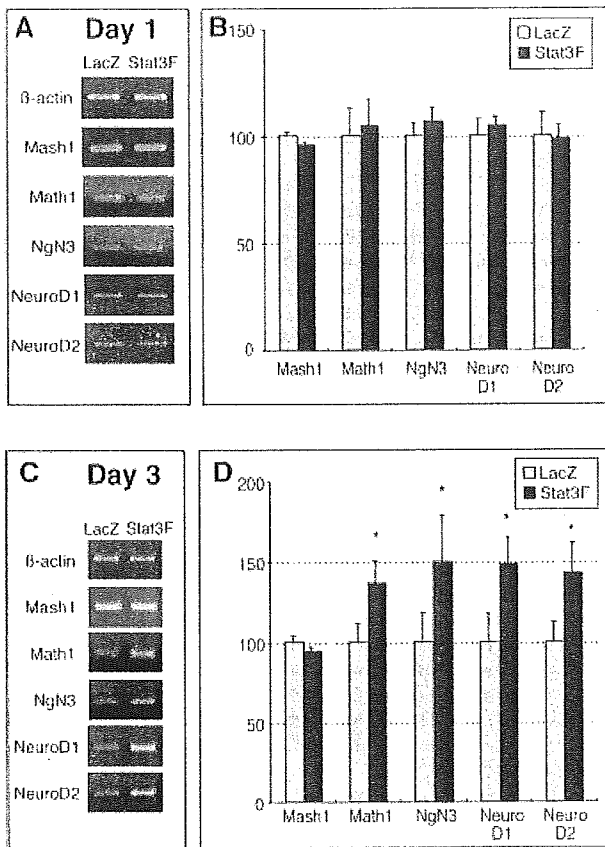 A Day 1
LacZ Stat3F
ß-actin
Mash1
Math1
NgN3
NeuroD1
NeuroD2
B
LacZ
Stat3F
150
100
50
0
Mash1 Math1 NgN3 Neuro D1 Neuro D2
C Day 3
LacZ Stat3F
ß-actin
Mash1
Math1
NgN3
NeuroD1
NeuroD2
D
LacZ
Stat3F
200
150
100
50
0
* * * *
Mash1 Math1 NgN3 Neuro D1 Neuro D2